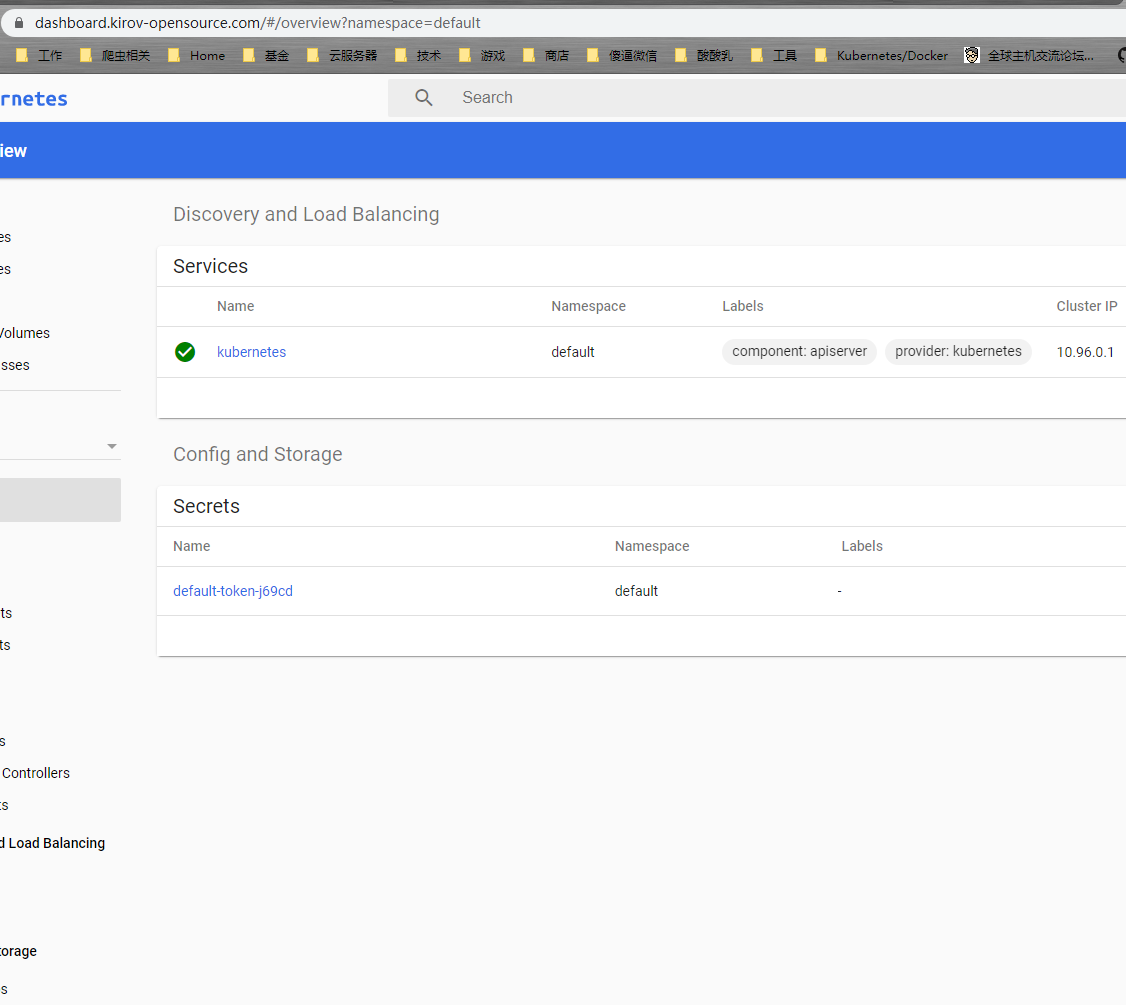 dashboard.kirov-opensource.com/#/overview?namespace=default
工作 爬虫相关 Home 基金 云服务器 技术 游戏 商店 傻逼微信 酸酸乳 工具 Kubernetes/Docker 全球主机交流论坛...
rnetes Search
iew
Discovery and Load Balancing
es
Services
es
Name Namespace Labels Cluster IP
Volumes
kubernetes default component: apiserver provider: kubernetes 10.96.0.1
sses
Config and Storage
Secrets
Name Namespace Labels
default-token-j69cd default -
ts
ts
s
Controllers
ts
d Load Balancing
torage
s